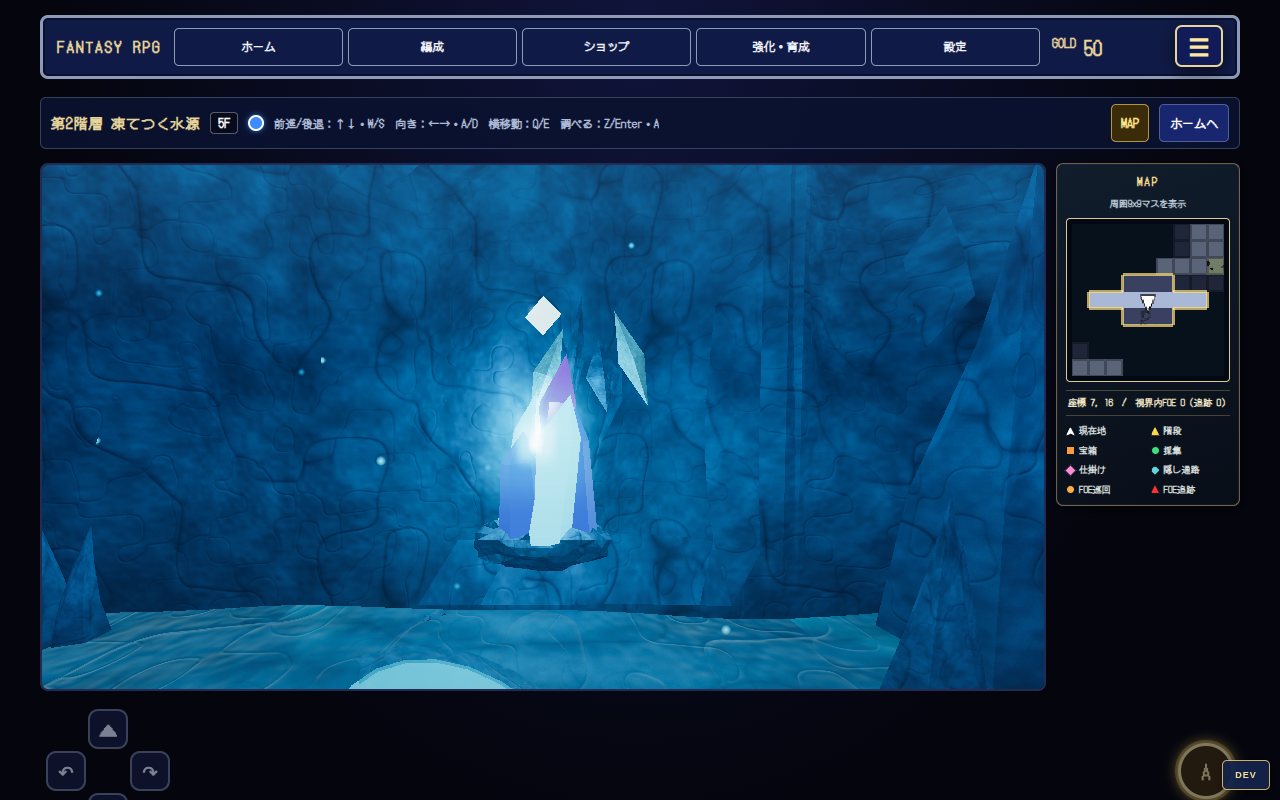 FANTASY RPG
ホーム
編成
ショップ
強化・育成
設定
GOLD 50
第2階層 凍てつく水源
5F
前進/後退：↑↓・W/S 向き：←→・A/D 横移動：Q/E 調べる：Z/Enter・A
MAP
ホームへ
MAP
周囲9x9マスを表示
座標 7, 16 / 視界内FOE 0 (追跡 0)
現在地
階段
宝箱
採集
仕掛け
隠し通路
FOE巡回
FOE追跡
A
DEV